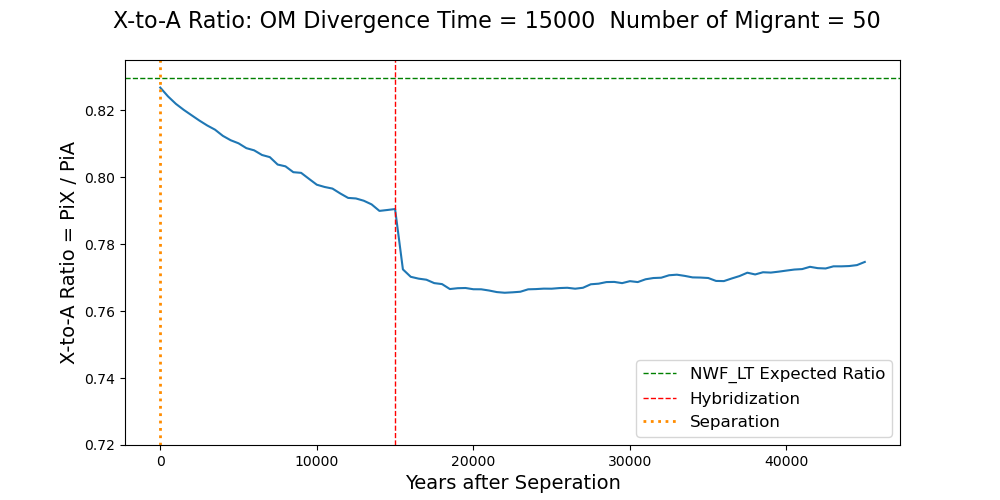 X-to-A Ratio: OM Divergence Time = 15000  Number of Migrant = 50
X-to-A Ratio = PiX / PiA
0.82
0.80
0.78
0.76
0.74
0.72
0
10000
20000
30000
40000
Years after Seperation
NWF_LT Expected Ratio
Hybridization
Separation